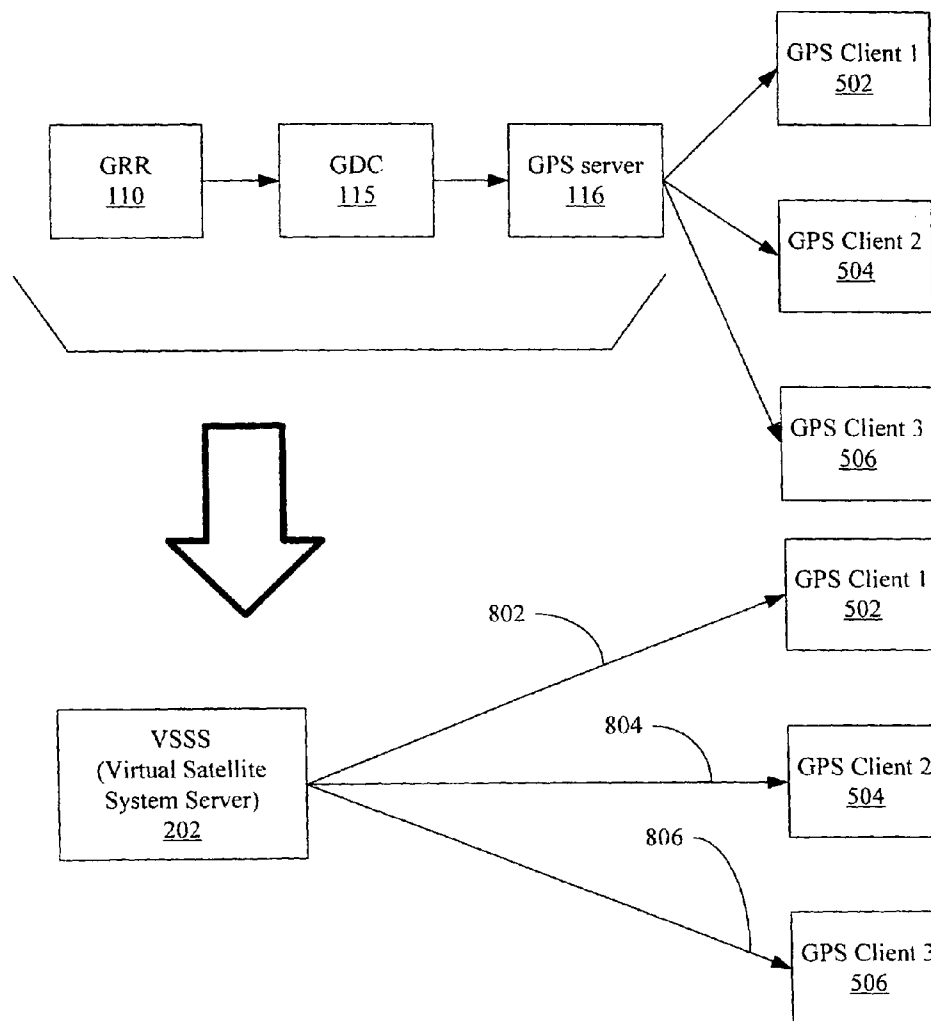 GPS Client 1
502
GRR
110
GDC
115
GPS server
116
GPS Client 2
504
GPS Client 3
506
GPS Client 1
502
802
804
VSSS
(Virtual Satellite
System Server)
202
GPS Client 2
504
806
GPS Client 3
506